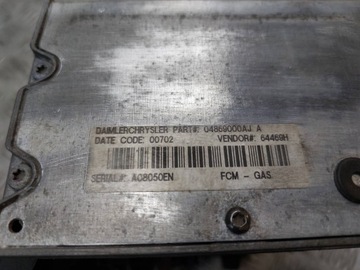 DAIMLERCHRYSLER PART#: 04869000AJ A
DATE CODE: 00702 VENDOR#: 64469H
SERIAL#: A08050EN FCM - GAS